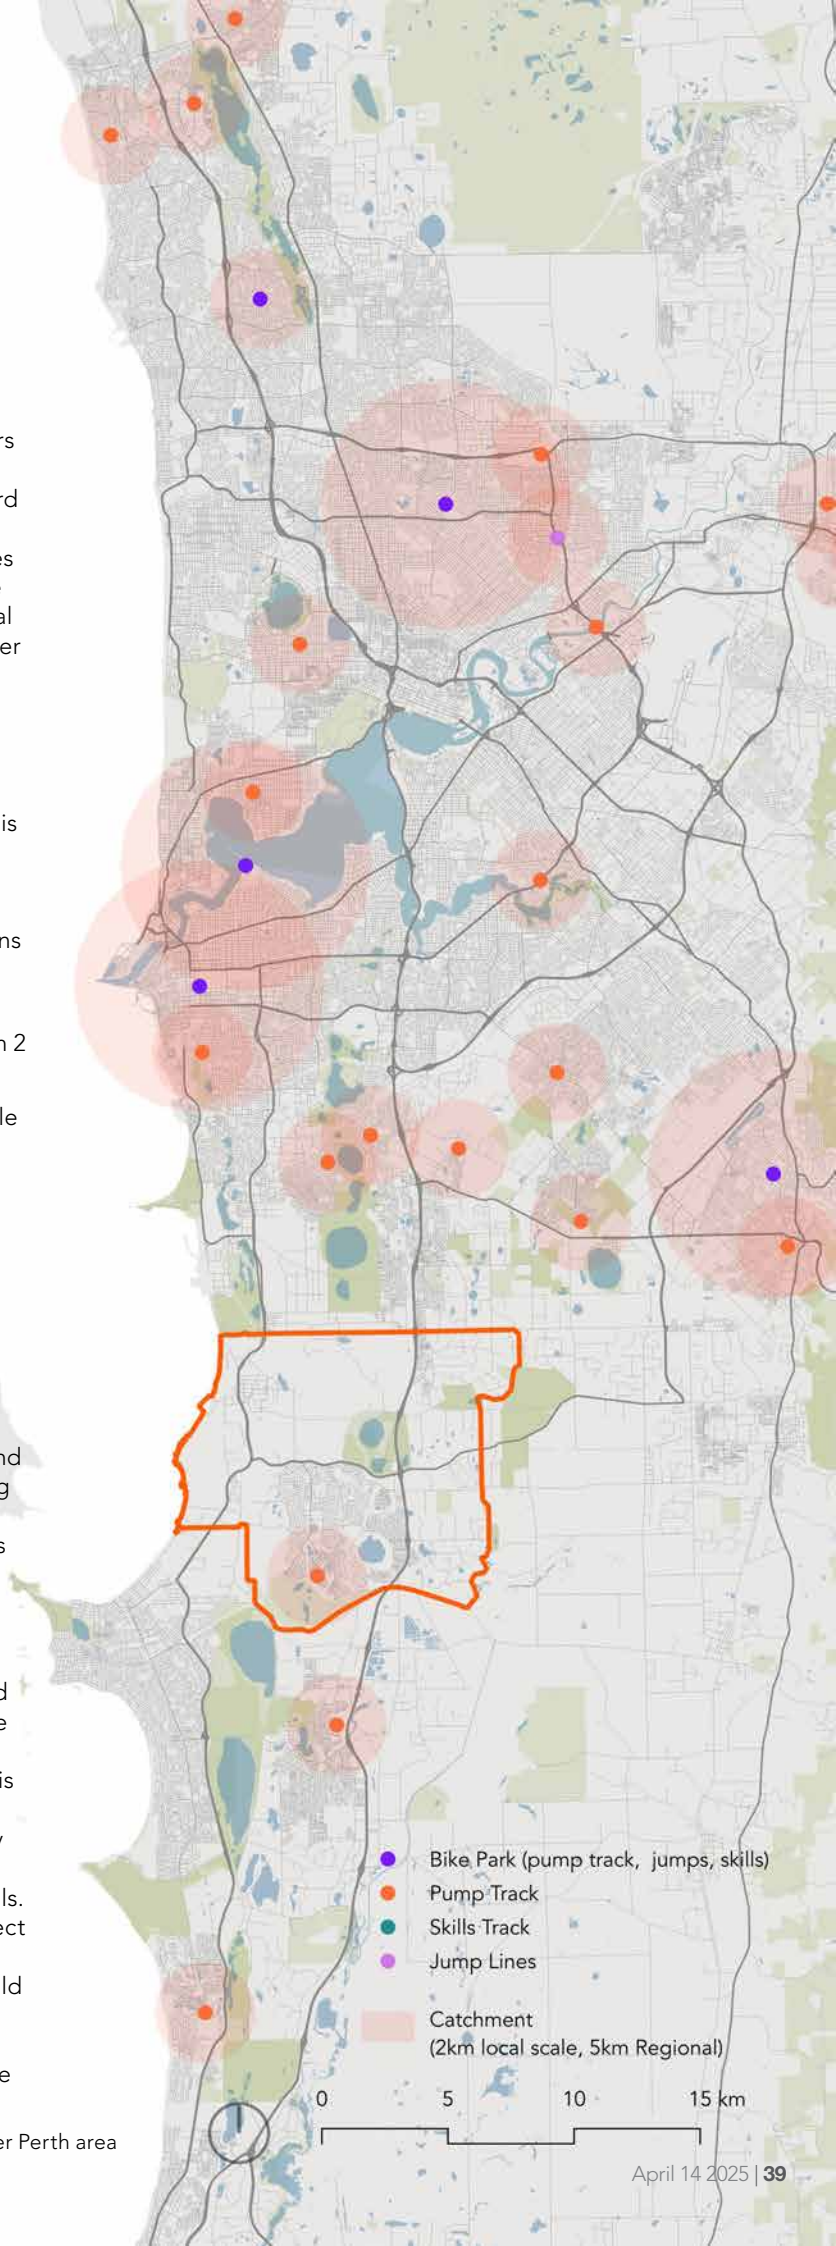 rs
rd
es
al
er
is
ns
n 2
le
nd
g
s
d
e
is
y
ls.
ect
ld
e
er Perth area
Bike Park (pump track, jumps, skills)
Pump Track
Skills Track
Jump Lines
Catchment
(2km local scale, 5km Regional)
0 5 10 15 km
April 14 2025 | 39